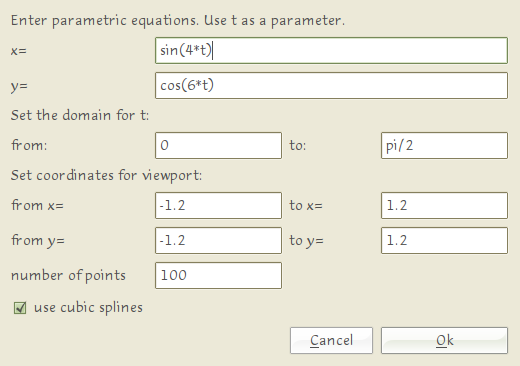 Enter parametric equations. Use t as a parameter.
x= sin(4*t)
y= cos(6*t)
Set the domain for t:
from: 0 to: pi/2
Set coordinates for viewport:
from x= -1.2 to x= 1.2
from y= -1.2 to y= 1.2
number of points 100
use cubic splines
Cancel Ok